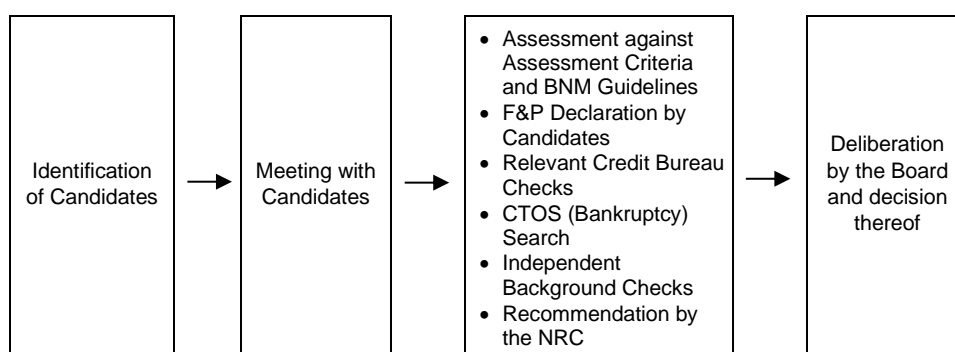 Identification
of Candidates
Meeting with
Candidates
• Assessment against
Assessment Criteria
and BNM Guidelines
• F&P Declaration by
Candidates
• Relevant Credit Bureau
Checks
• CTOS (Bankruptcy)
Search
• Independent
Background Checks
• Recommendation by
the NRC
Deliberation
by the Board
and decision
thereof